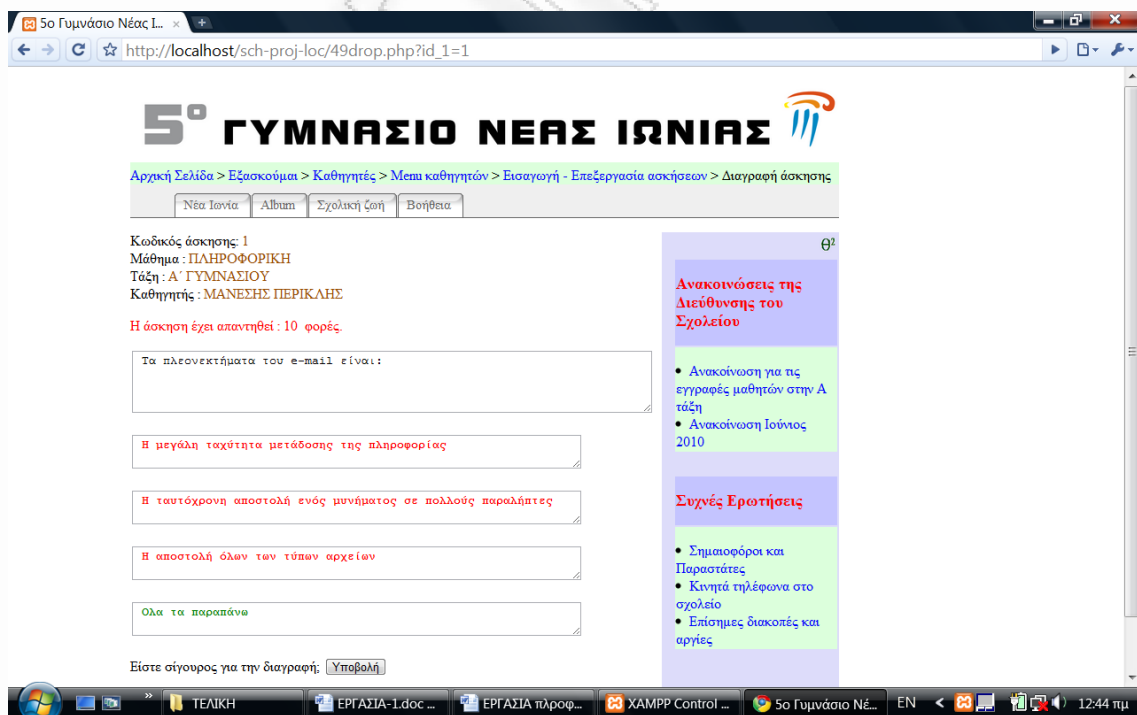 5ο Γυμνάσιο Νέας Ι...
http://localhost/sch-proj-loc/49drop.php?id_1=1
5º ΓΥΜΝΑΣΙΟ ΝΕΑΣ ΙΩΝΙΑΣ
Αρχική Σελίδα > Εξασκούμαι > Καθηγητές > Menu καθηγητών > Εισαγωγή - Επεξεργασία ασκήσεων > Διαγραφή άσκησης
Νέα Ιωνία Album Σχολική ζωή Βοήθεια
Κωδικός άσκησης: 1
Μάθημα : ΠΛΗΡΟΦΟΡΙΚΗ
Τάξη : Α΄ ΓΥΜΝΑΣΙΟΥ
Καθηγητής : ΜΑΝΕΣΗΣ ΠΕΡΙΚΛΗΣ
Η άσκηση έχει απαντηθεί : 10 φορές.
Τα πλεονεκτήματα του e-mail είναι:
Η μεγάλη ταχύτητα μετάδοσης της πληροφορίας
Η ταυτόχρονη αποστολή ενός μυνήματος σε πολλούς παραλήπτες
Η αποστολή όλων των τύπων αρχείων
Ολα τα παραπάνω
Είστε σίγουρος για την διαγραφή; Υποβολή
θ²
Ανακοινώσεις της
Διεύθυνσης του
Σχολείου
Ανακοίνωση για τις
εγγραφές μαθητών στην Α
τάξη
Ανακοίνωση Ιούνιος
2010
Συχνές Ερωτήσεις
Σημαιοφόροι και
Παραστάτες
Κινητά τηλέφωνα στο
σχολείο
Επίσημες διακοπές και
αργίες
ΤΕΛΙΚΗ ΕΡΓΑΣΙΑ-1.doc ... ΕΡΓΑΣΙΑ πλροφ... XAMPP Control ... 5ο Γυμνάσιο Νέ... EN 12:44 πμ